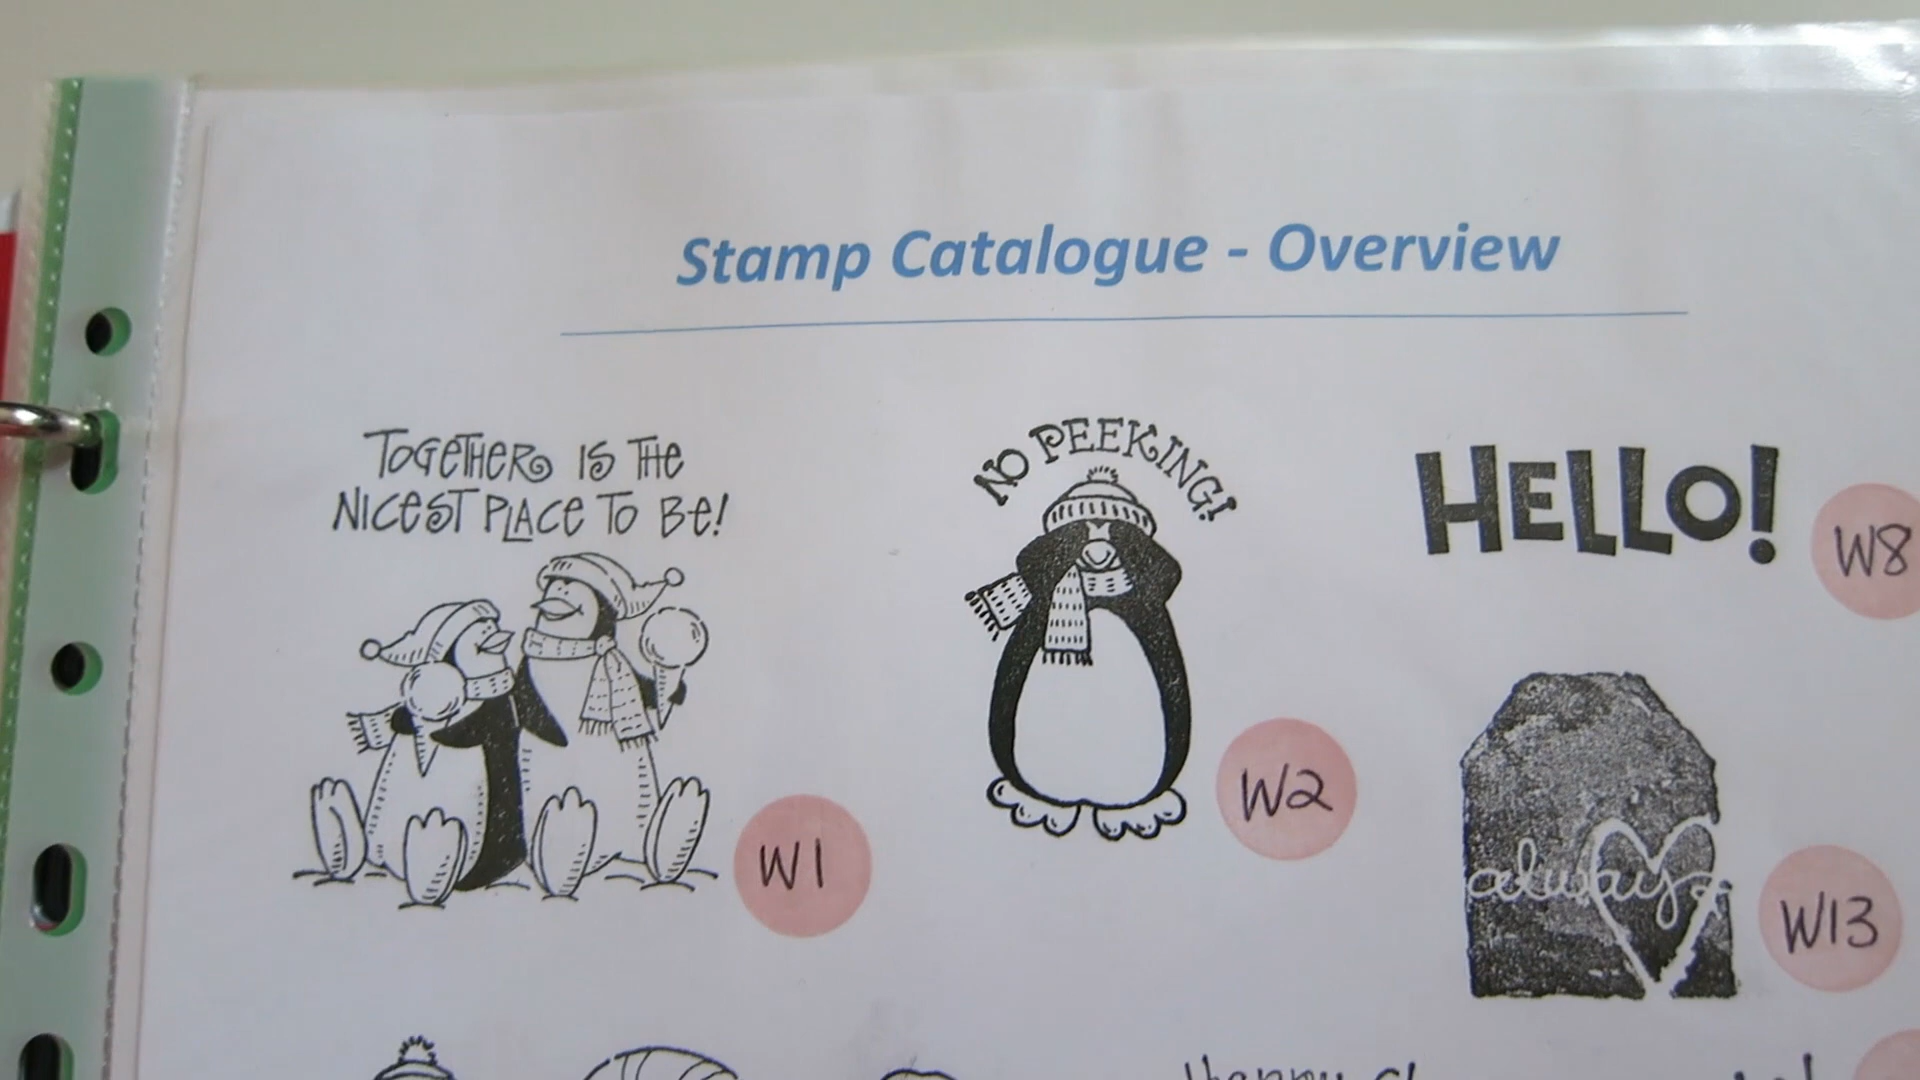 Stamp Catalogue - Overview
TOGETHER IS THE
NICEST PLACE TO BE!
W1
NO PEEKING!
W2
HELLO!
W8
always
W13